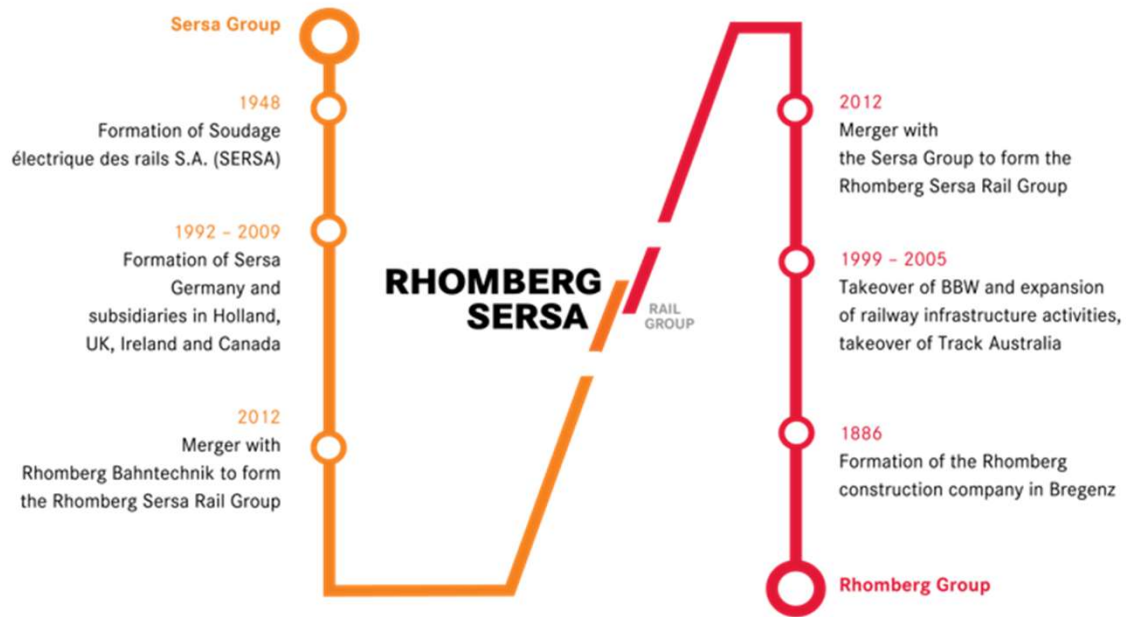 Sersa Group
1948
Formation of Soudage
électrique des rails S.A. (SERSA)
1992 – 2009
Formation of Sersa
Germany and
subsidiaries in Holland,
UK, Ireland and Canada
2012
Merger with
Rhomberg Bahntechnik to form
the Rhomberg Sersa Rail Group
RHOMBERG
SERSA
RAIL
GROUP
2012
Merger with
the Sersa Group to form the
Rhomberg Sersa Rail Group
1999 – 2005
Takeover of BBW and expansion
of railway infrastructure activities,
takeover of Track Australia
1886
Formation of the Rhomberg
construction company in Bregenz
Rhomberg Group